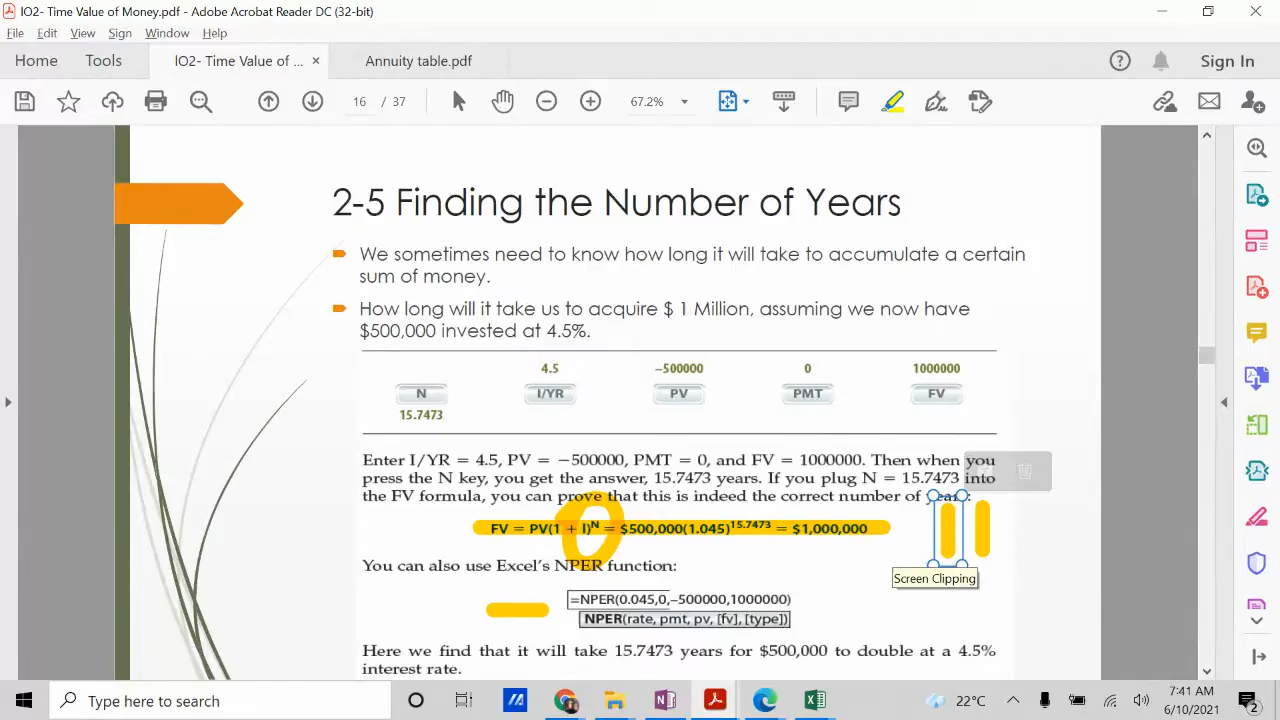 IO2- Time Value of Money.pdf - Adobe Acrobat Reader DC (32-bit)
File Edit View Sign Window Help
Home Tools IO2- Time Value of ... × Annuity table.pdf Sign In
16 / 37 67.2%
2-5 Finding the Number of Years
We sometimes need to know how long it will take to accumulate a certain
sum of money.
How long will it take us to acquire $ 1 Million, assuming we now have
$500,000 invested at 4.5%.
4.5 −500000 0 1000000
N I/YR PV PMT FV
15.7473
Enter I/YR = 4.5, PV = −500000, PMT = 0, and FV = 1000000. Then when you
press the N key, you get the answer, 15.7473 years. If you plug N = 15.7473 into
the FV formula, you can prove that this is indeed the correct number of years:
FV = PV(1 + I)^N = $500,000(1.045)^15.7473 = $1,000,000
You can also use Excel's NPER function:
Screen Clipping
=NPER(0.045,0,−500000,1000000)
NPER(rate, pmt, pv, [fv], [type])
Here we find that it will take 15.7473 years for $500,000 to double at a 4.5%
interest rate.
Type here to search
22°C
7:41 AM
6/10/2021
2